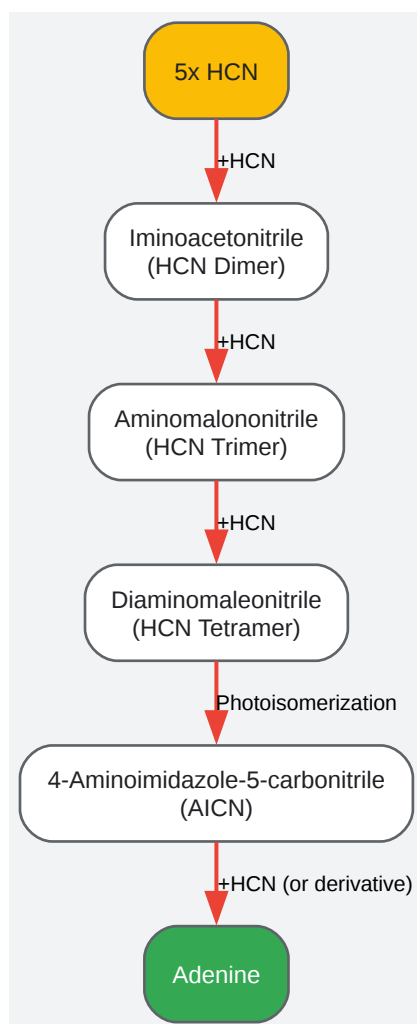 5x HCN
+HCN
Iminoacetonitrile
(HCN Dimer)
+HCN
Aminomalononitrile
(HCN Trimer)
+HCN
Diaminomaleonitrile
(HCN Tetramer)
Photoisomerization
4-Aminoimidazole-5-carbonitrile
(AICN)
+HCN (or derivative)
Adenine